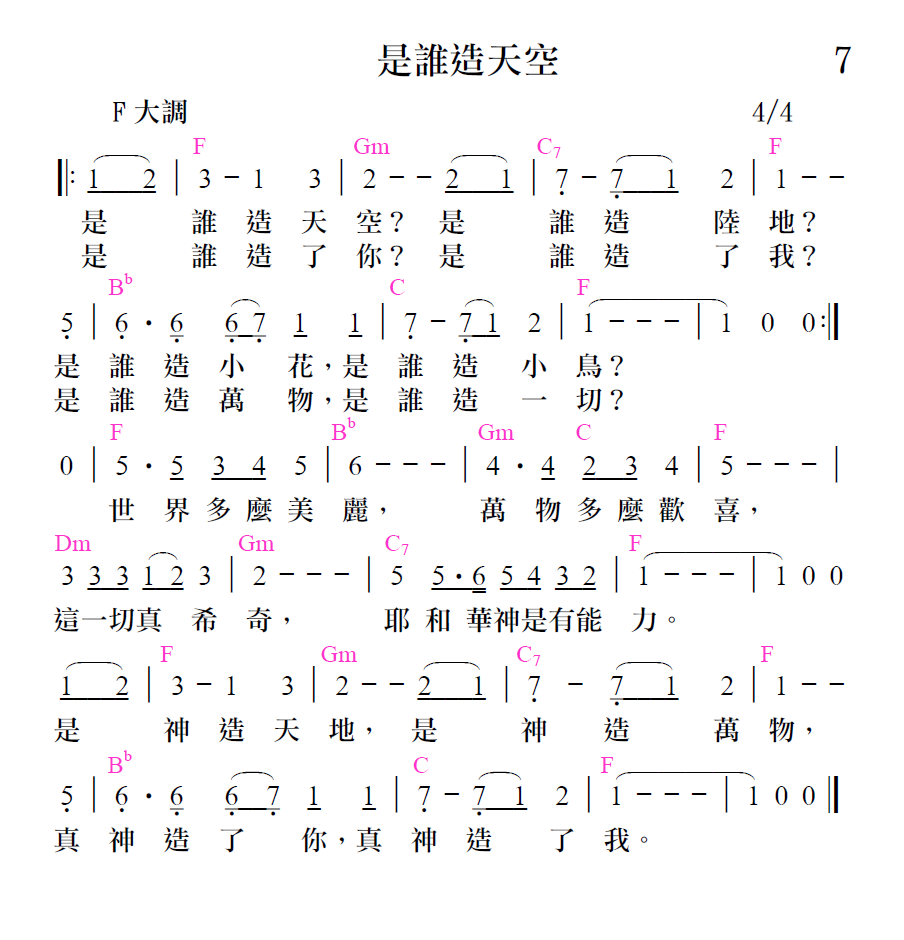 是誰造天空 7
F 大調 4/4
F Gm C7 F
1 2 | 3 - 1 3 | 2 - - 2 1 | 7 - 7 1 2 | 1 - -
是 誰 造 天 空? 是 誰 造 陸 地?
是 誰 造 了 你? 是 誰 造 了 我?
Bb C F
5 | 6 · 6 6 7 1 1 | 7 - 7 1 2 | 1 - - - | 1 0 0 :||
是 誰 造 小 花,是 誰 造 小 鳥?
是 誰 造 萬 物,是 誰 造 一 切?
F Bb Gm C F
0 | 5 · 5 3 4 5 | 6 - - - | 4 · 4 2 3 4 | 5 - - - |
世 界 多 麼 美 麗, 萬 物 多 麼 歡 喜,
Dm Gm C7 F
3 3 3 1 2 3 | 2 - - - | 5 5 · 6 5 4 3 2 | 1 - - - | 1 0 0
這一切真 希 奇, 耶 和 華神是有能 力。
F Gm C7 F
1 2 | 3 - 1 3 | 2 - - 2 1 | 7 - 7 1 2 | 1 - -
是 神 造 天 地, 是 神 造 萬 物,
Bb C F
5 | 6 · 6 6 7 1 1 | 7 - 7 1 2 | 1 - - - | 1 0 0 ||
真 神 造 了 你,真 神 造 了 我。